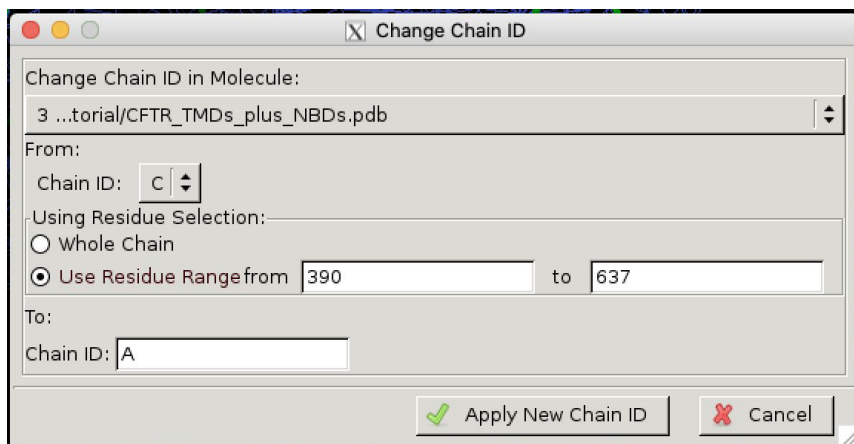 Change Chain ID
Change Chain ID in Molecule:
3 ...torial/CFTR_TMDs_plus_NBDs.pdb
From:
Chain ID: C
Using Residue Selection:
Whole Chain
Use Residue Range from 390 to 637
To:
Chain ID: A
Apply New Chain ID Cancel